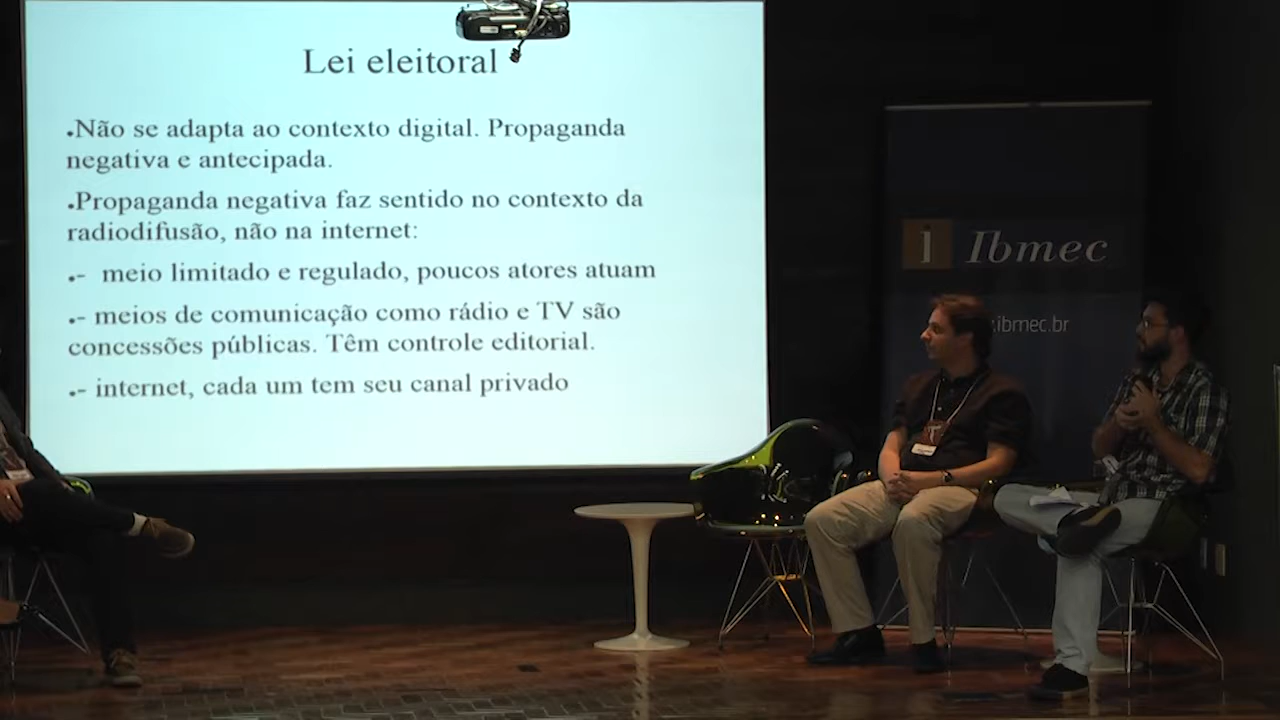 Lei eleitoral
•Não se adapta ao contexto digital. Propaganda
negativa e antecipada.
•Propaganda negativa faz sentido no contexto da
radiodifusão, não na internet:
•- meio limitado e regulado, poucos atores atuam
•- meios de comunicação como rádio e TV são
concessões públicas. Têm controle editorial.
•- internet, cada um tem seu canal privado
i Ibmec
.ibmec.br